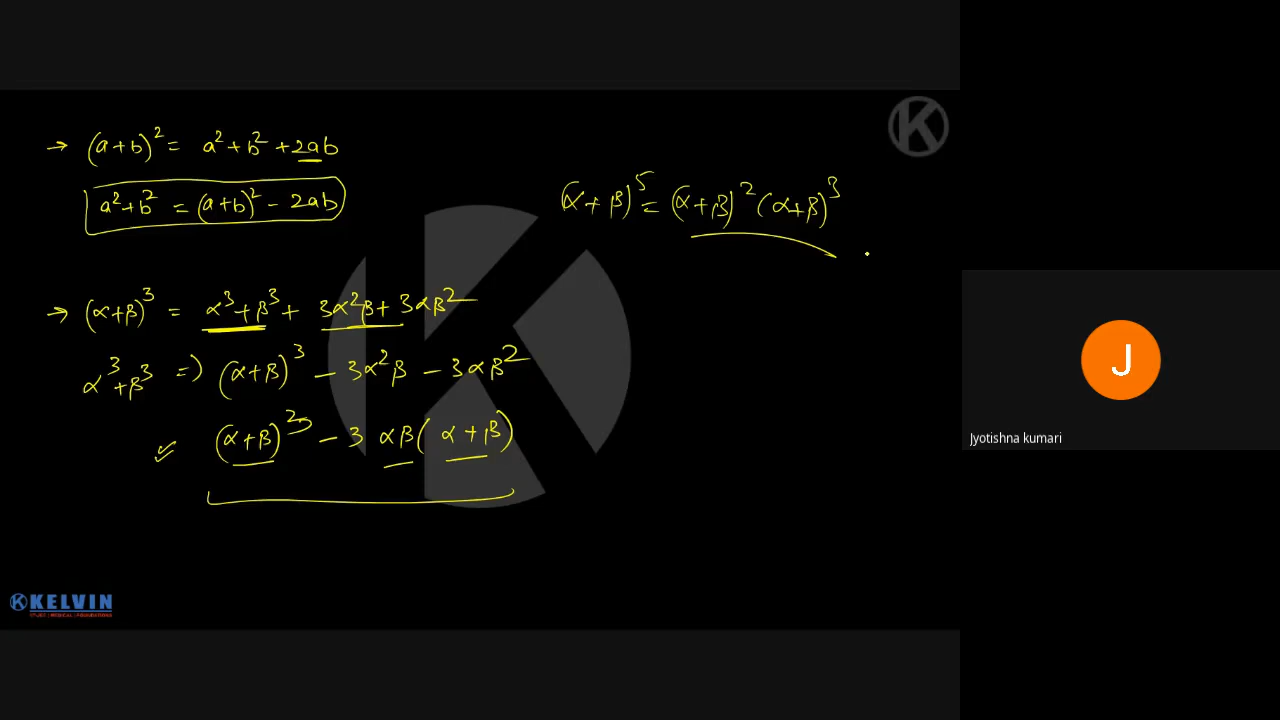 → (a+b)² = a² + b² + 2ab
a² + b² = (a+b)² - 2ab
→ (α+β)³ = α³ + β³ + 3α²β + 3αβ²
α³ + β³ ⇒ (α+β)³ - 3α²β - 3αβ²
(α+β)³ - 3 αβ (α + β)
(α + β)⁵ = (α + β)² (α + β)³
K
J
Jyotishna kumari
KELVIN